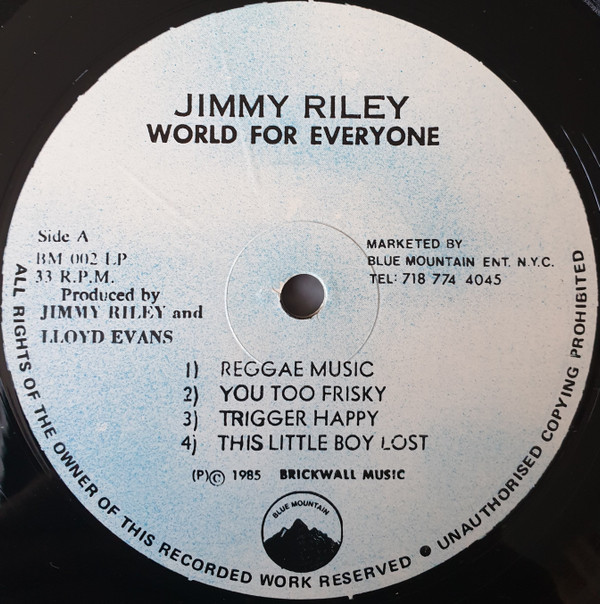 JIMMY RILEY
WORLD FOR EVERYONE
Side A
BM 002 LP
33 R.P.M.
Produced by
JIMMY RILEY and
LLOYD EVANS
MARKETED BY
BLUE MOUNTAIN ENT. N.Y.C.
TEL: 718 774 4045
1) REGGAE MUSIC
2) YOU TOO FRISKY
3) TRIGGER HAPPY
4) THIS LITTLE BOY LOST
(P)© 1985 BRICKWALL MUSIC
BLUE MOUNTAIN
ALL RIGHTS OF THE OWNER OF THIS RECORDED WORK RESERVED • UNAUTHORISED COPYING PROHIBITED